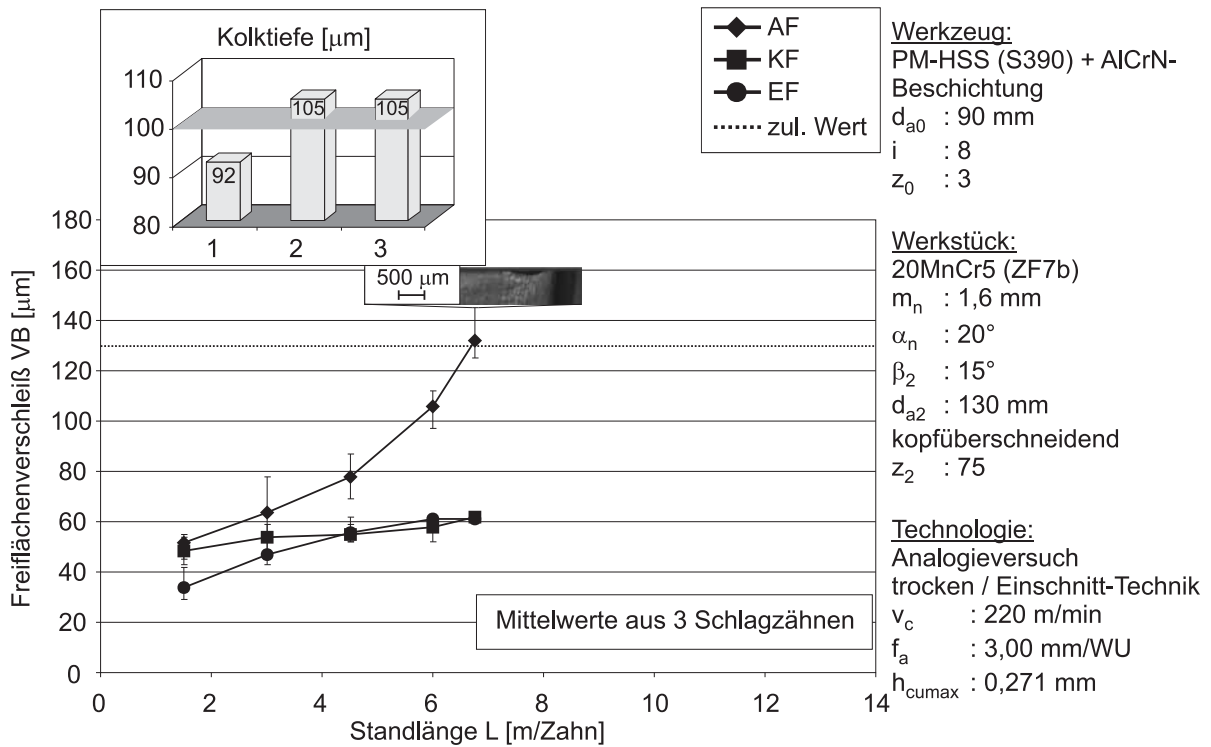 Kolktiefe [μm]
110
100
90
80
92
105
105
1 2 3
AF
KF
EF
zul. Wert
Werkzeug:
PM-HSS (S390) + AlCrN-
Beschichtung
da0 : 90 mm
i : 8
z0 : 3
Werkstück:
20MnCr5 (ZF7b)
mn : 1,6 mm
αn : 20°
β2 : 15°
da2 : 130 mm
kopfüberschneidend
z2 : 75
Technologie:
Analogieversuch
trocken / Einschnitt-Technik
vc : 220 m/min
fa : 3,00 mm/WU
hcumax : 0,271 mm
Freiflächenverschleiß VB [μm]
180
160
140
120
100
80
60
40
20
0
500 μm
Mittelwerte aus 3 Schlagzähnen
0 2 4 6 8 10 12 14
Standlänge L [m/Zahn]